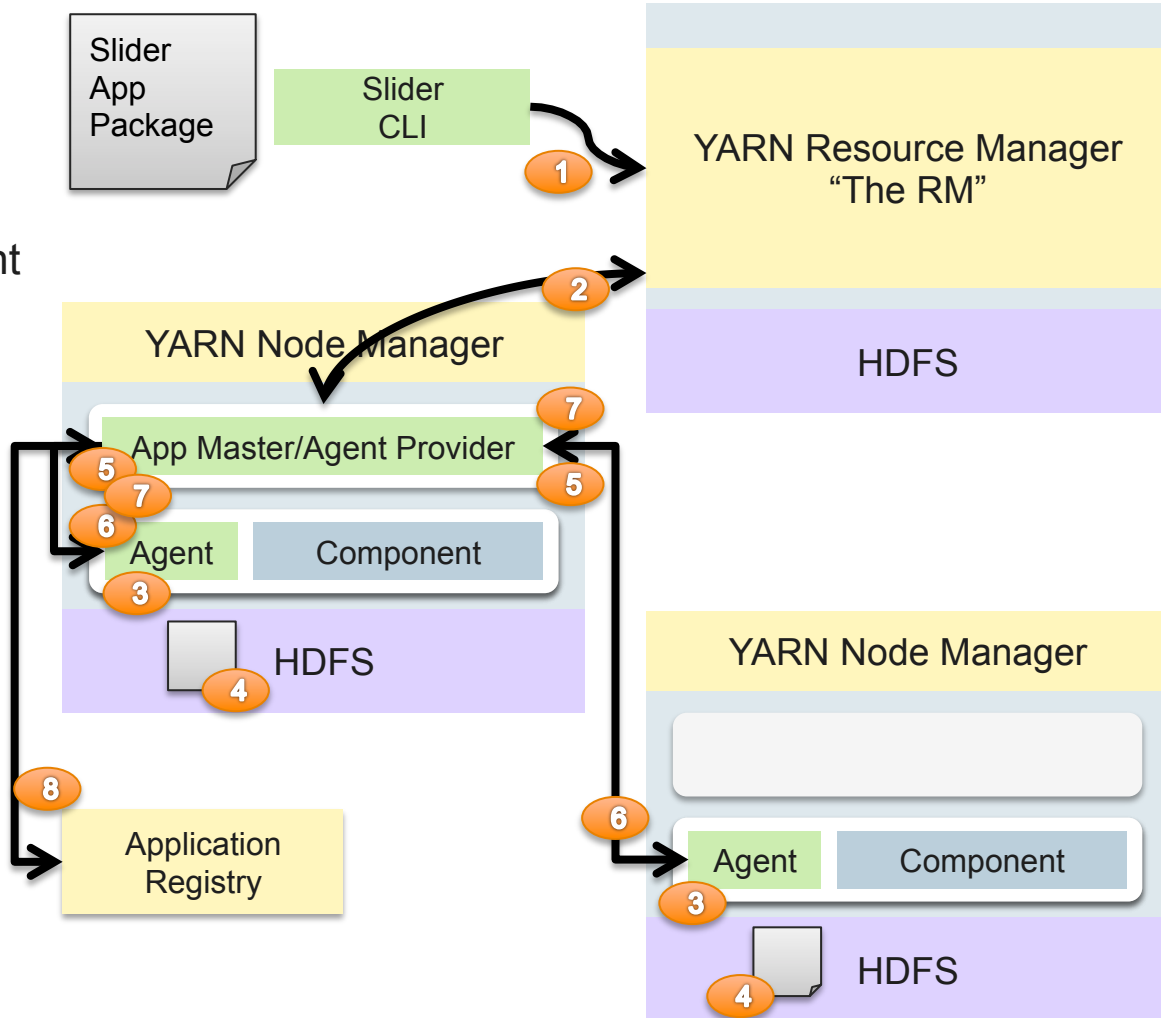 Slider
App
Package
Slider
CLI
1
YARN Resource Manager
“The RM”
nt
2
YARN Node Manager
HDFS
7
App Master/Agent Provider
5
5
7
6
Agent
Component
3
HDFS
4
YARN Node Manager
8
6
Application
Registry
Agent
Component
3
HDFS
4